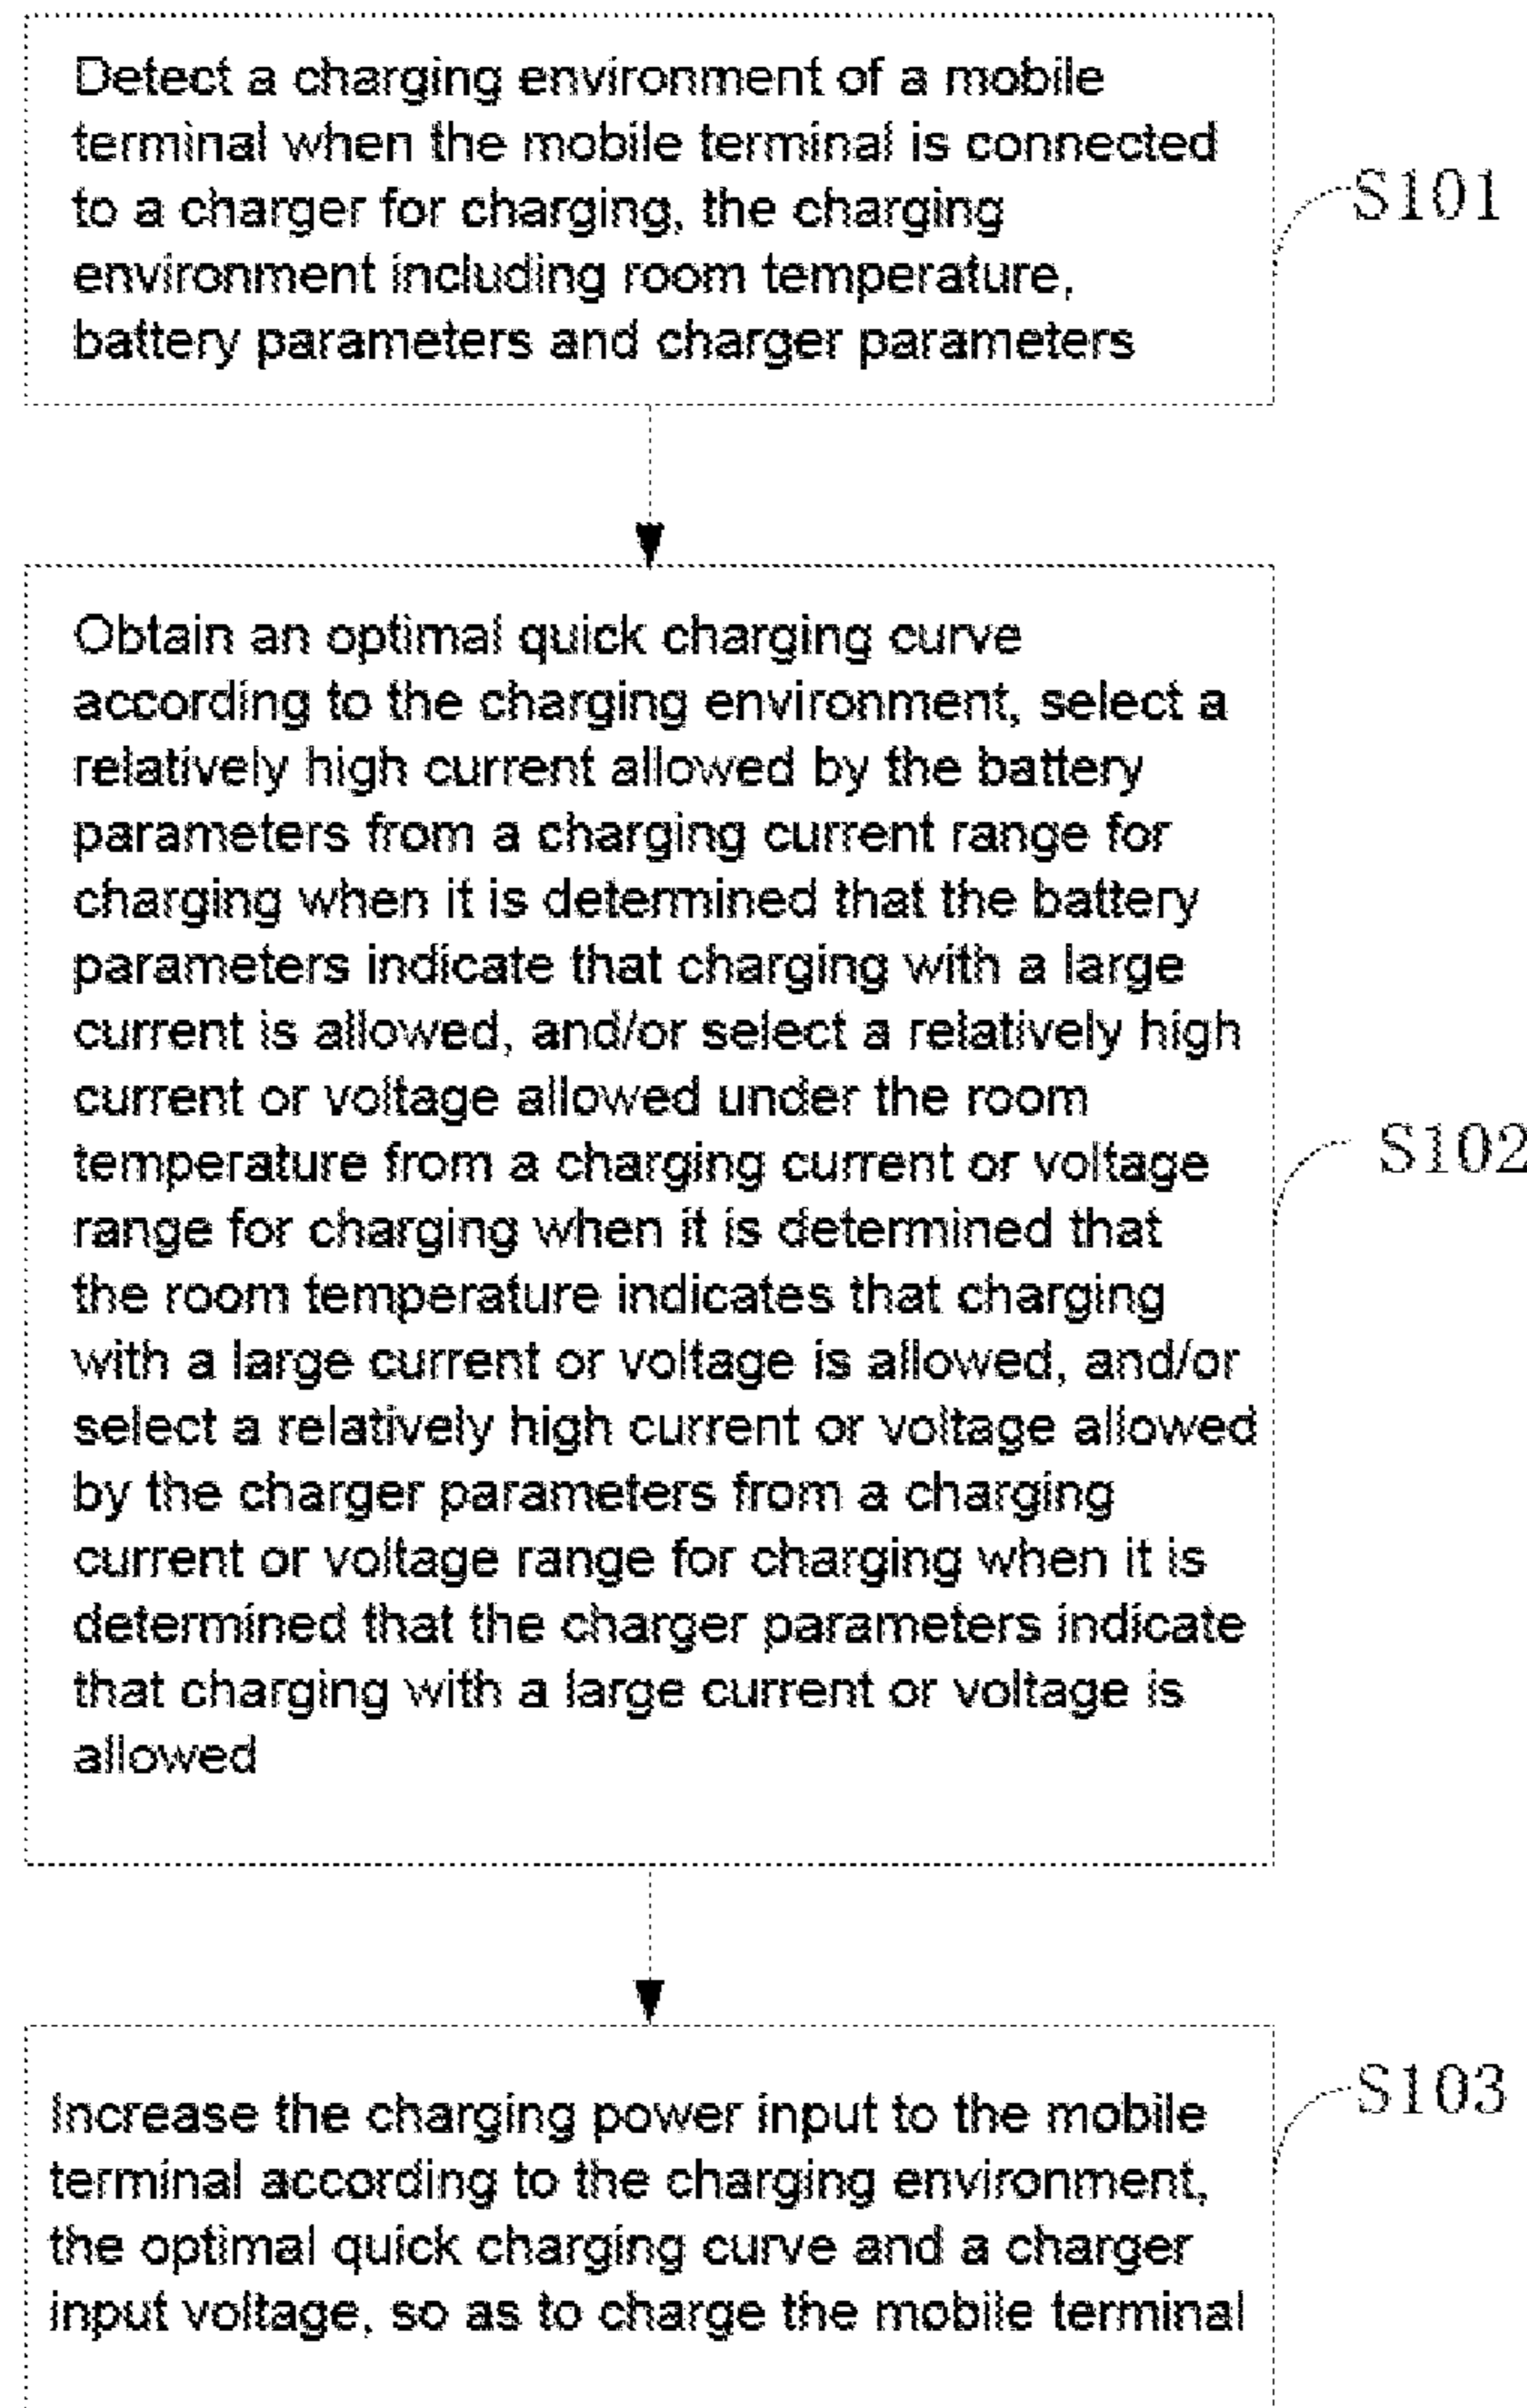 Detect a charging environment of a mobile
terminal when the mobile terminal is connected
to a charger for charging, the charging
environment including room temperature,
battery parameters and charger parameters
S101
Obtain an optimal quick charging curve
according to the charging environment, select a
relatively high current allowed by the battery
parameters from a charging current range for
charging when it is determined that the battery
parameters indicate that charging with a large
current is allowed, and/or select a relatively high
current or voltage allowed under the room
temperature from a charging current or voltage
range for charging when it is determined that
the room temperature indicates that charging
with a large current or voltage is allowed, and/or
select a relatively high current or voltage allowed
by the charger parameters from a charging
current or voltage range for charging when it is
determined that the charger parameters indicate
that charging with a large current or voltage is
allowed
S102
Increase the charging power input to the mobile
terminal according to the charging environment,
the optimal quick charging curve and a charger
input voltage, so as to charge the mobile terminal
S103